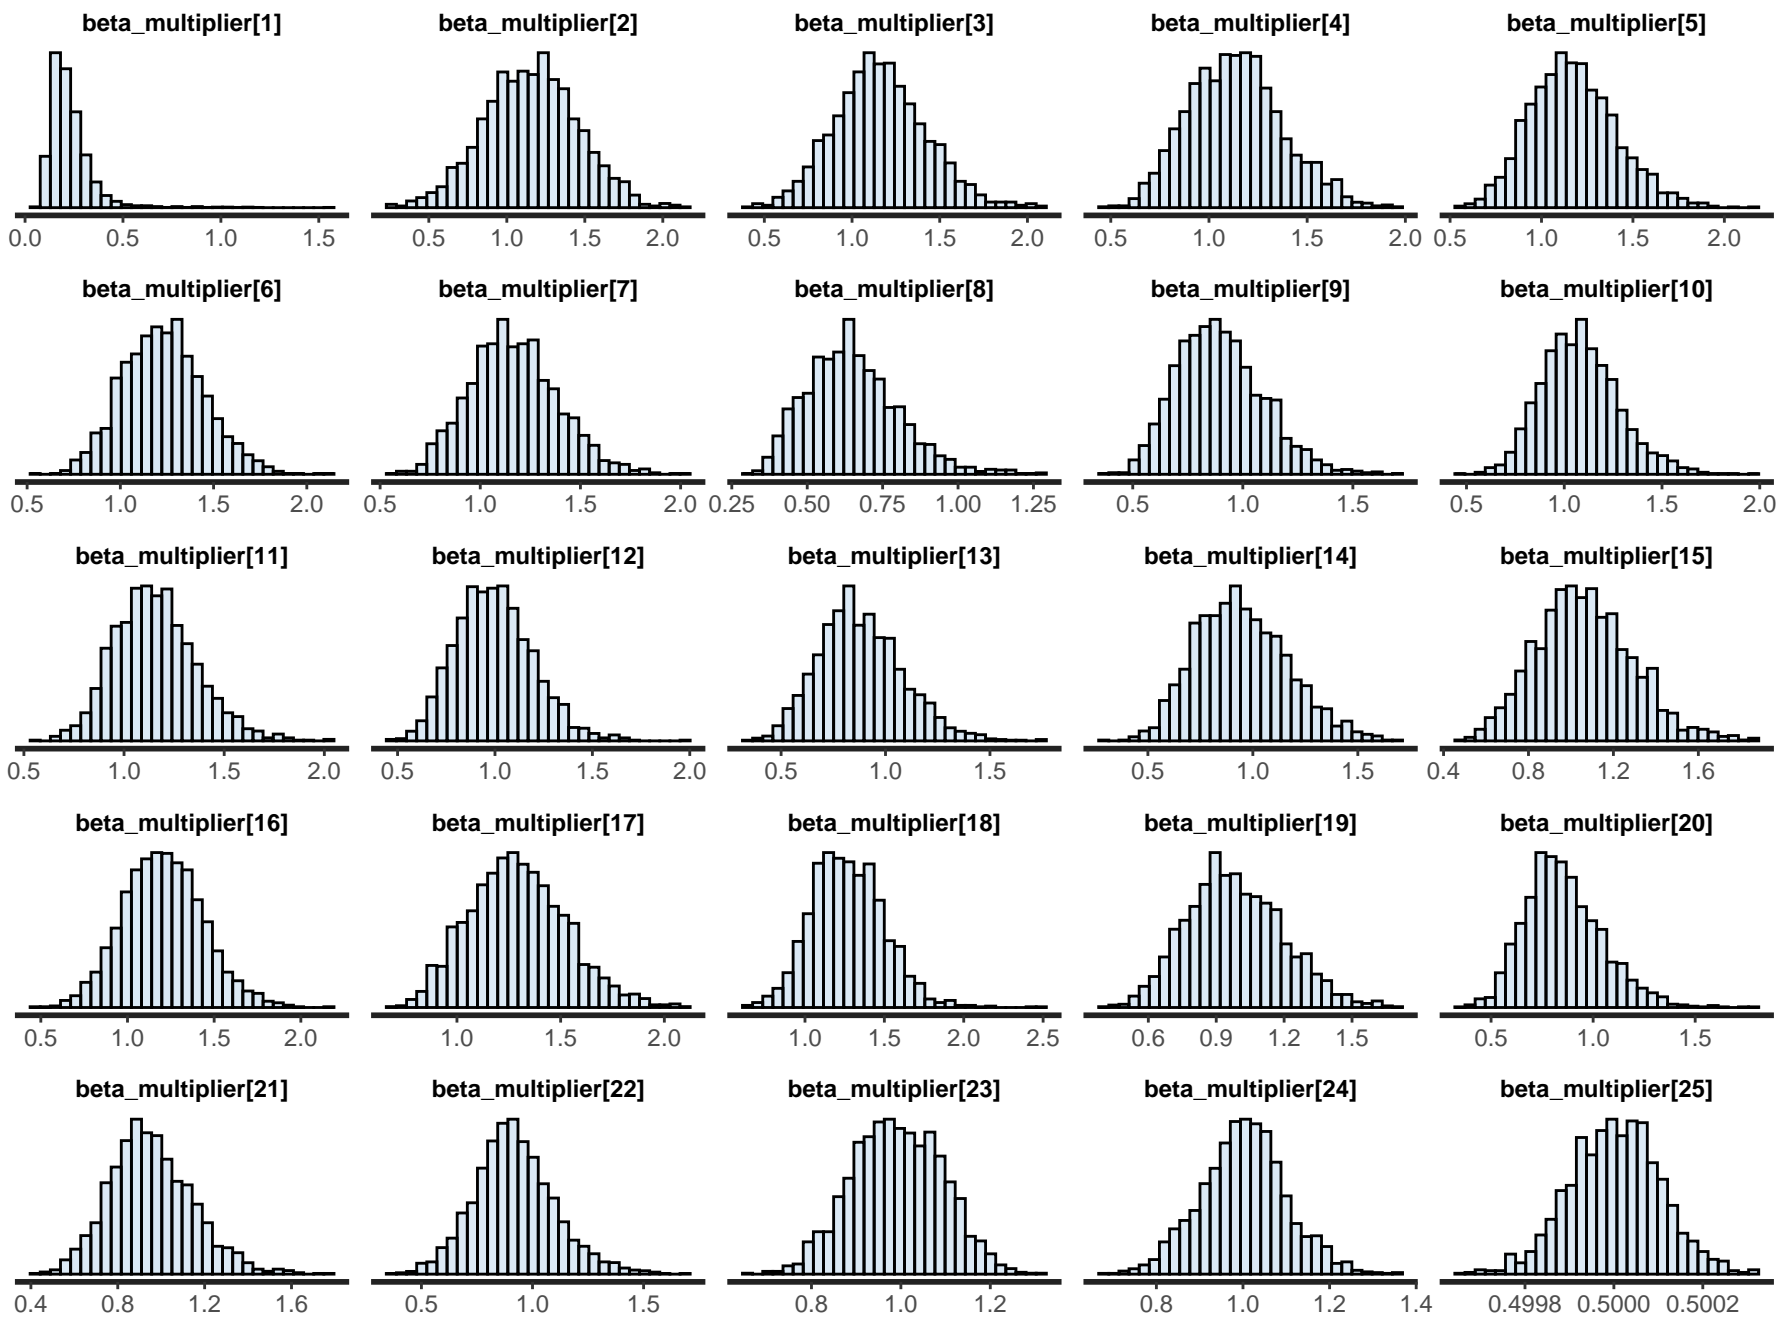 beta_multiplier[1] beta_multiplier[2] beta_multiplier[3] beta_multiplier[4] beta_multiplier[5]
0.0 0.5 1.0 1.5 0.5 1.0 1.5 2.0 0.5 1.0 1.5 2.0 0.5 1.0 1.5 2.0 0.5 1.0 1.5 2.0
beta_multiplier[6] beta_multiplier[7] beta_multiplier[8] beta_multiplier[9] beta_multiplier[10]
0.5 1.0 1.5 2.0 0.5 1.0 1.5 2.0 0.25 0.50 0.75 1.00 1.25 0.5 1.0 1.5 0.5 1.0 1.5 2.0
beta_multiplier[11] beta_multiplier[12] beta_multiplier[13] beta_multiplier[14] beta_multiplier[15]
0.5 1.0 1.5 2.0 0.5 1.0 1.5 2.0 0.5 1.0 1.5 0.5 1.0 1.5 0.4 0.8 1.2 1.6
beta_multiplier[16] beta_multiplier[17] beta_multiplier[18] beta_multiplier[19] beta_multiplier[20]
0.5 1.0 1.5 2.0 1.0 1.5 2.0 1.0 1.5 2.0 2.5 0.6 0.9 1.2 1.5 0.5 1.0 1.5
beta_multiplier[21] beta_multiplier[22] beta_multiplier[23] beta_multiplier[24] beta_multiplier[25]
0.4 0.8 1.2 1.6 0.5 1.0 1.5 0.8 1.0 1.2 0.8 1.0 1.2 1.4 0.4998 0.5000 0.5002